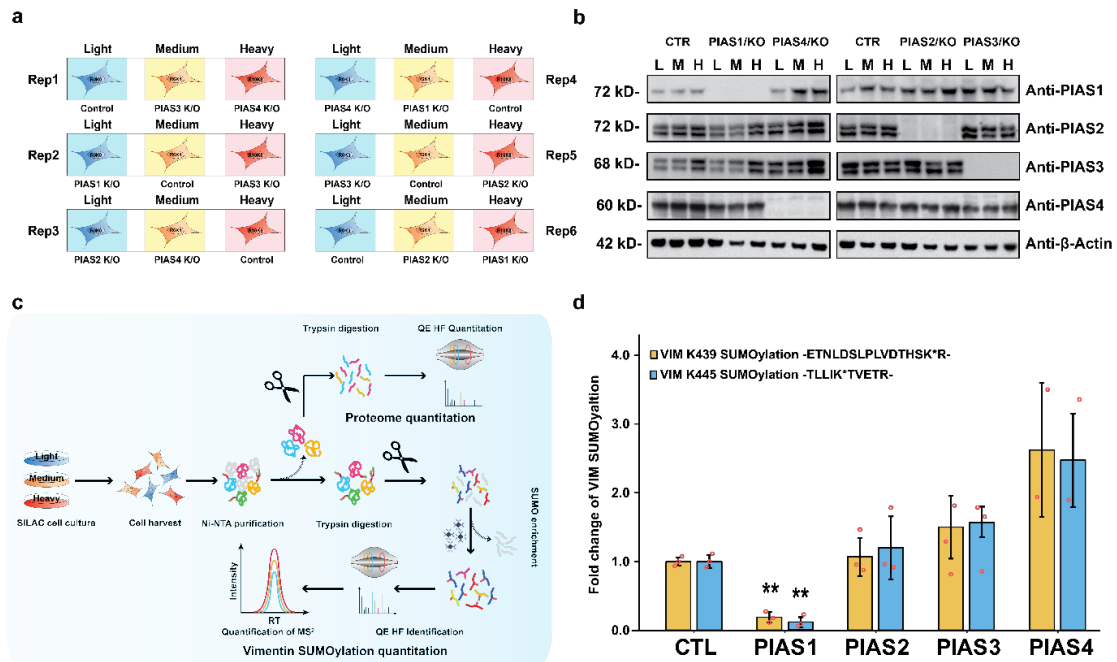 a
Light Medium Heavy Light Medium Heavy
Rep1 Rep4
Control PIAS3 K/O PIAS4 K/O PIAS4 K/O PIAS1 K/O Control
Light Medium Heavy Light Medium Heavy
Rep2 Rep5
PIAS1 K/O Control PIAS3 K/O PIAS3 K/O Control PIAS2 K/O
Light Medium Heavy Light Medium Heavy
Rep3 Rep6
PIAS2 K/O PIAS4 K/O Control Control PIAS2 K/O PIAS1 K/O
b
CTR PIAS1/KO PIAS4/KO CTR PIAS2/KO PIAS3/KO
L M H L M H L M H L M H L M H L M H
72 kD- Anti-PIAS1
72 kD- Anti-PIAS2
68 kD- Anti-PIAS3
60 kD- Anti-PIAS4
42 kD- Anti-β-Actin
c
Trypsin digestion QE HF Quantitation
Proteome quantitation
Light
Medium
Heavy
SILAC cell culture Cell harvest Ni-NTA purification Trypsin digestion
SUMO enrichment
Intensity
RT
Quantification of MS² QE HF Identification
Vimentin SUMOylation quantitation
d
Fold change of VIM SUMOyaltion
4.0
3.0
2.0
1.0
0.0
VIM K439 SUMOylation -ETNLDSLPLVDTHSK*R-
VIM K445 SUMOylation -TLLIK*TVETR-
** **
CTL PIAS1 PIAS2 PIAS3 PIAS4